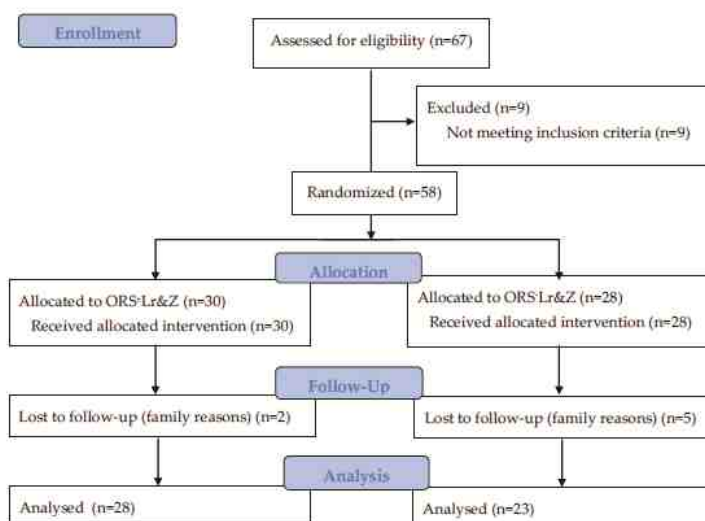 Enrollment
Assessed for eligibility (n=67)
Excluded (n=9)
Not meeting inclusion criteria (n=9)
Randomized (n=58)
Allocation
Allocated to ORS+Lr&Z (n=30)
Received allocated intervention (n=30)
Allocated to ORS-Lr&Z (n=28)
Received allocated intervention (n=28)
Follow-Up
Lost to follow-up (family reasons) (n=2)
Lost to follow-up (family reasons) (n=5)
Analysis
Analysed (n=28)
Analysed (n=23)